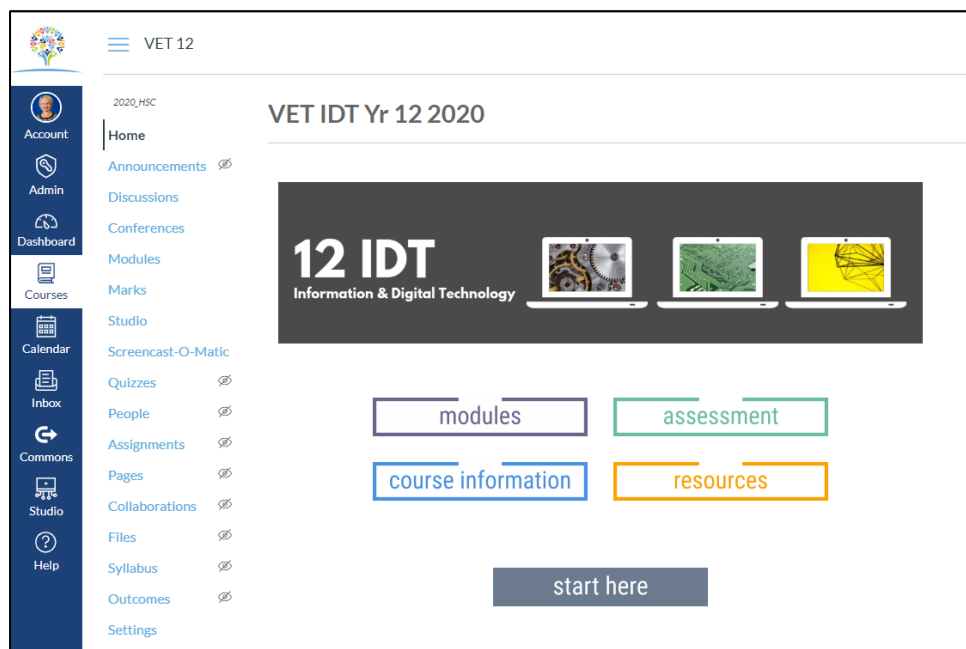 VET 12
Account
Admin
Dashboard
Courses
Calendar
Inbox
Commons
Studio
Help
2020_HSC
Home
Announcements
Discussions
Conferences
Modules
Marks
Studio
Screencast-O-Matic
Quizzes
People
Assignments
Pages
Collaborations
Files
Syllabus
Outcomes
Settings
VET IDT Yr 12 2020
12 IDT
Information & Digital Technology
modules
assessment
course information
resources
start here